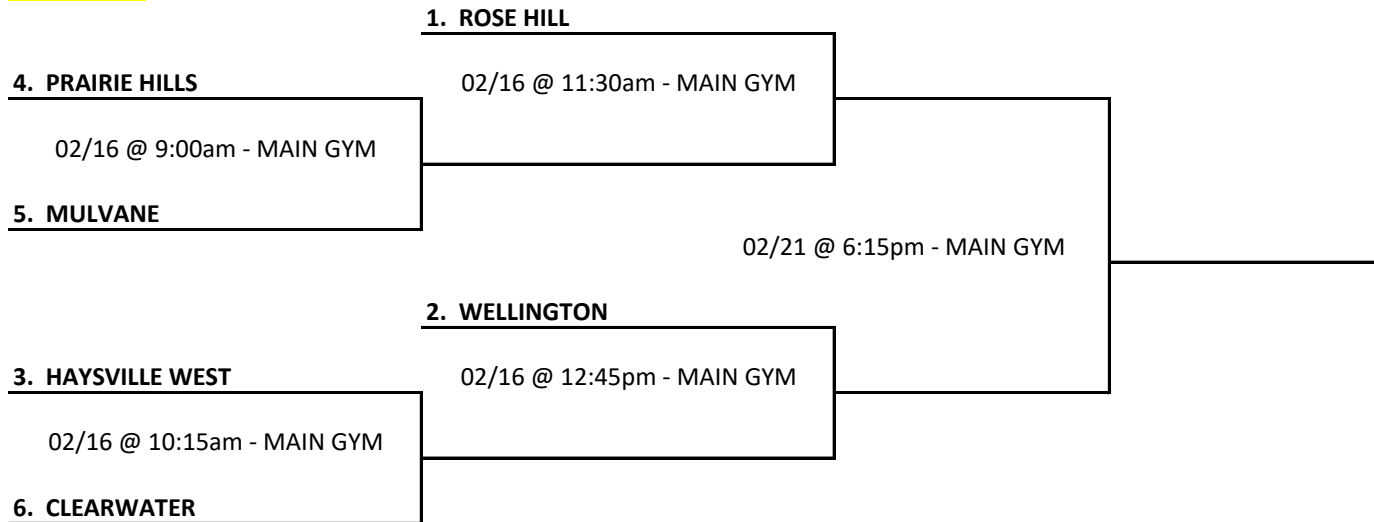 1. ROSE HILL
4. PRAIRIE HILLS
02/16 @ 11:30am - MAIN GYM
02/16 @ 9:00am - MAIN GYM
5. MULVANE
02/21 @ 6:15pm - MAIN GYM
2. WELLINGTON
3. HAYSVILLE WEST
02/16 @ 12:45pm - MAIN GYM
02/16 @ 10:15am - MAIN GYM
6. CLEARWATER